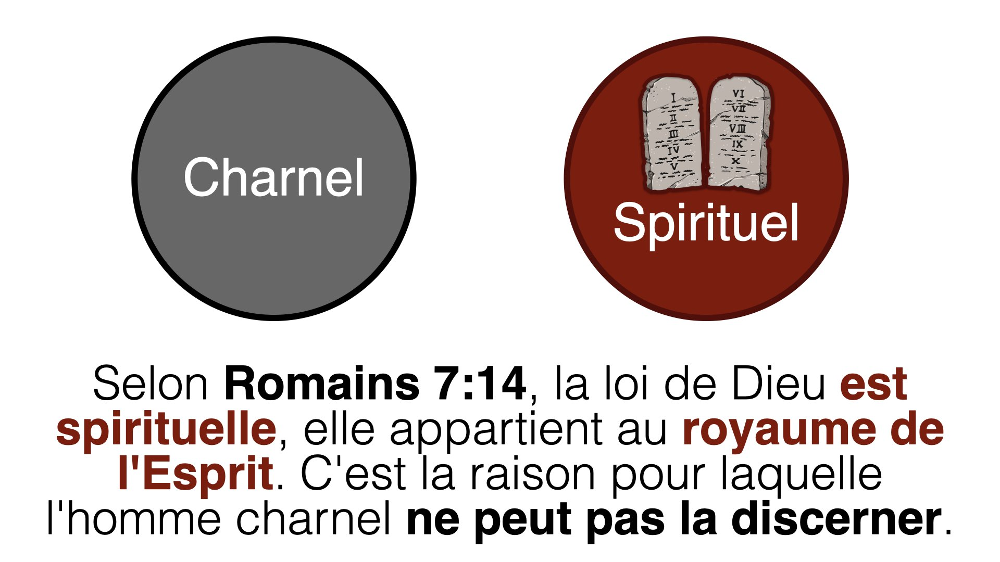 Charnel
I
II
III
IV
V
VI
VII
VIII
IX
X
Spirituel
Selon Romains 7:14, la loi de Dieu est
spirituelle, elle appartient au royaume de
l'Esprit. C'est la raison pour laquelle
l'homme charnel ne peut pas la discerner.